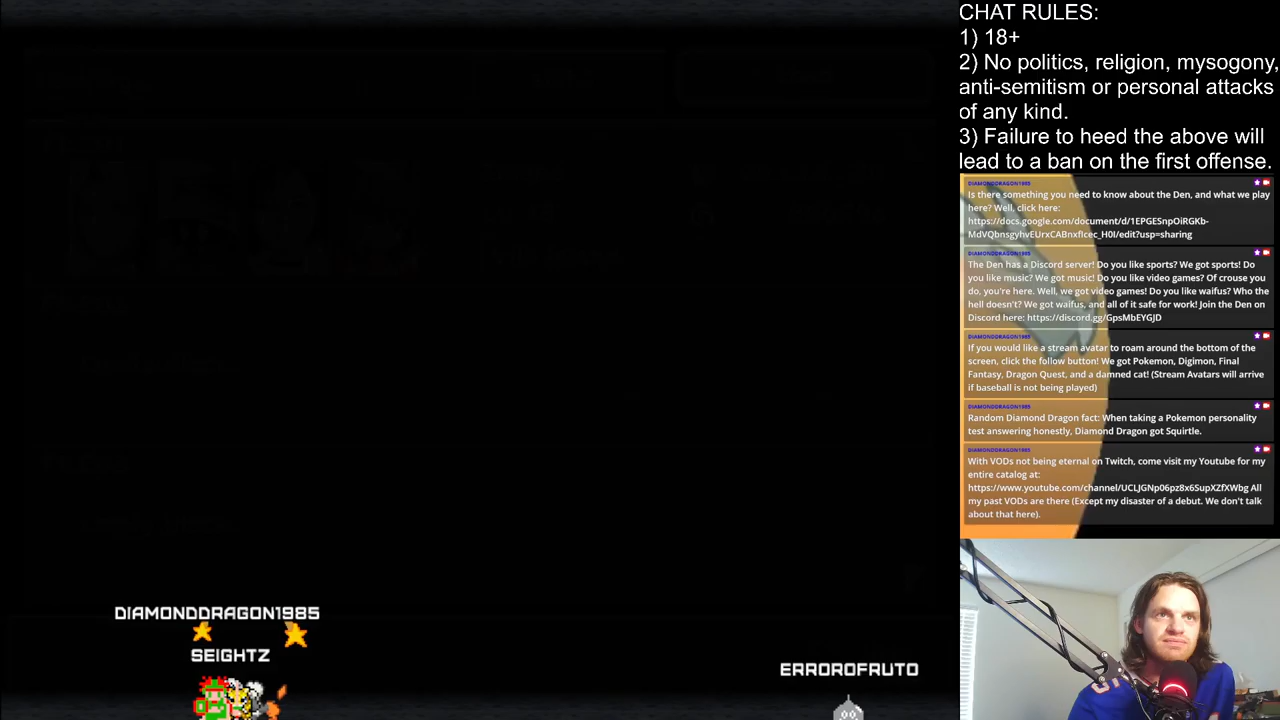 CHAT RULES:
1) 18+
2) No politics, religion, mysogony,
anti-semitism or personal attacks
of any kind.
3) Failure to heed the above will
lead to a ban on the first offense.
DIAMONDDRAGON1985
Is there something you need to know about the Den, and what we play
here? Well, click here:
https://docs.google.com/document/d/1EPGESnpOiRGKb-
MdVQbnsgyhvEUrxCABnxflcec_H0I/edit?usp=sharing
DIAMONDDRAGON1985
The Den has a Discord server! Do you like sports? We got sports! Do
you like music? We got music! Do you like video games? Of crouse you
do, you're here. Well, we got video games! Do you like waifus? Who the
hell doesn't? We got waifus, and all of it safe for work! Join the Den on
Discord here: https://discord.gg/GpsMbEYGJD
DIAMONDDRAGON1985
If you would like a stream avatar to roam around the bottom of the
screen, click the follow button! We got Pokemon, Digimon, Final
Fantasy, Dragon Quest, and a damned cat! (Stream Avatars will arrive
if baseball is not being played)
DIAMONDDRAGON1985
Random Diamond Dragon fact: When taking a Pokemon personality
test answering honestly, Diamond Dragon got Squirtle.
DIAMONDDRAGON1985
With VODs not being eternal on Twitch, come visit my Youtube for my
entire catalog at:
https://www.youtube.com/channel/UCLJGNp06pz8x6SupXZfXWbg All
my past VODs are there (Except my disaster of a debut. We don't talk
about that here).
DIAMONDDRAGON1985
SEIGHTZ
ERROROFRUTO